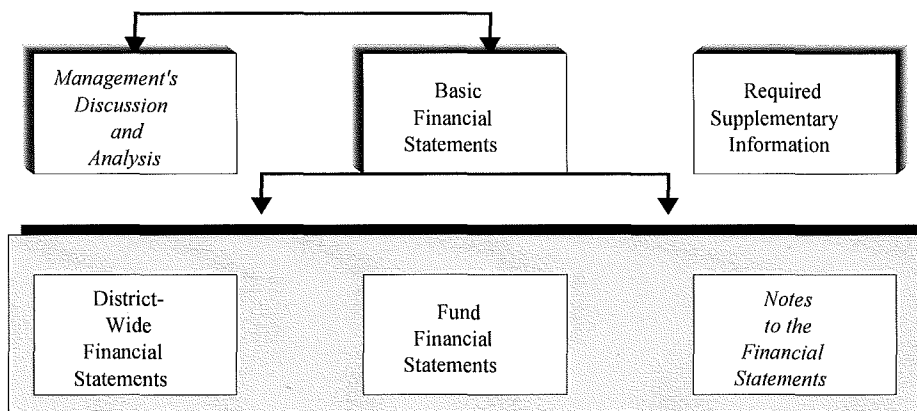 Management's
Discussion
and
Analysis
Basic
Financial
Statements
Required
Supplementary
Information
District-
Wide
Financial
Statements
Fund
Financial
Statements
Notes
to the
Financial
Statements